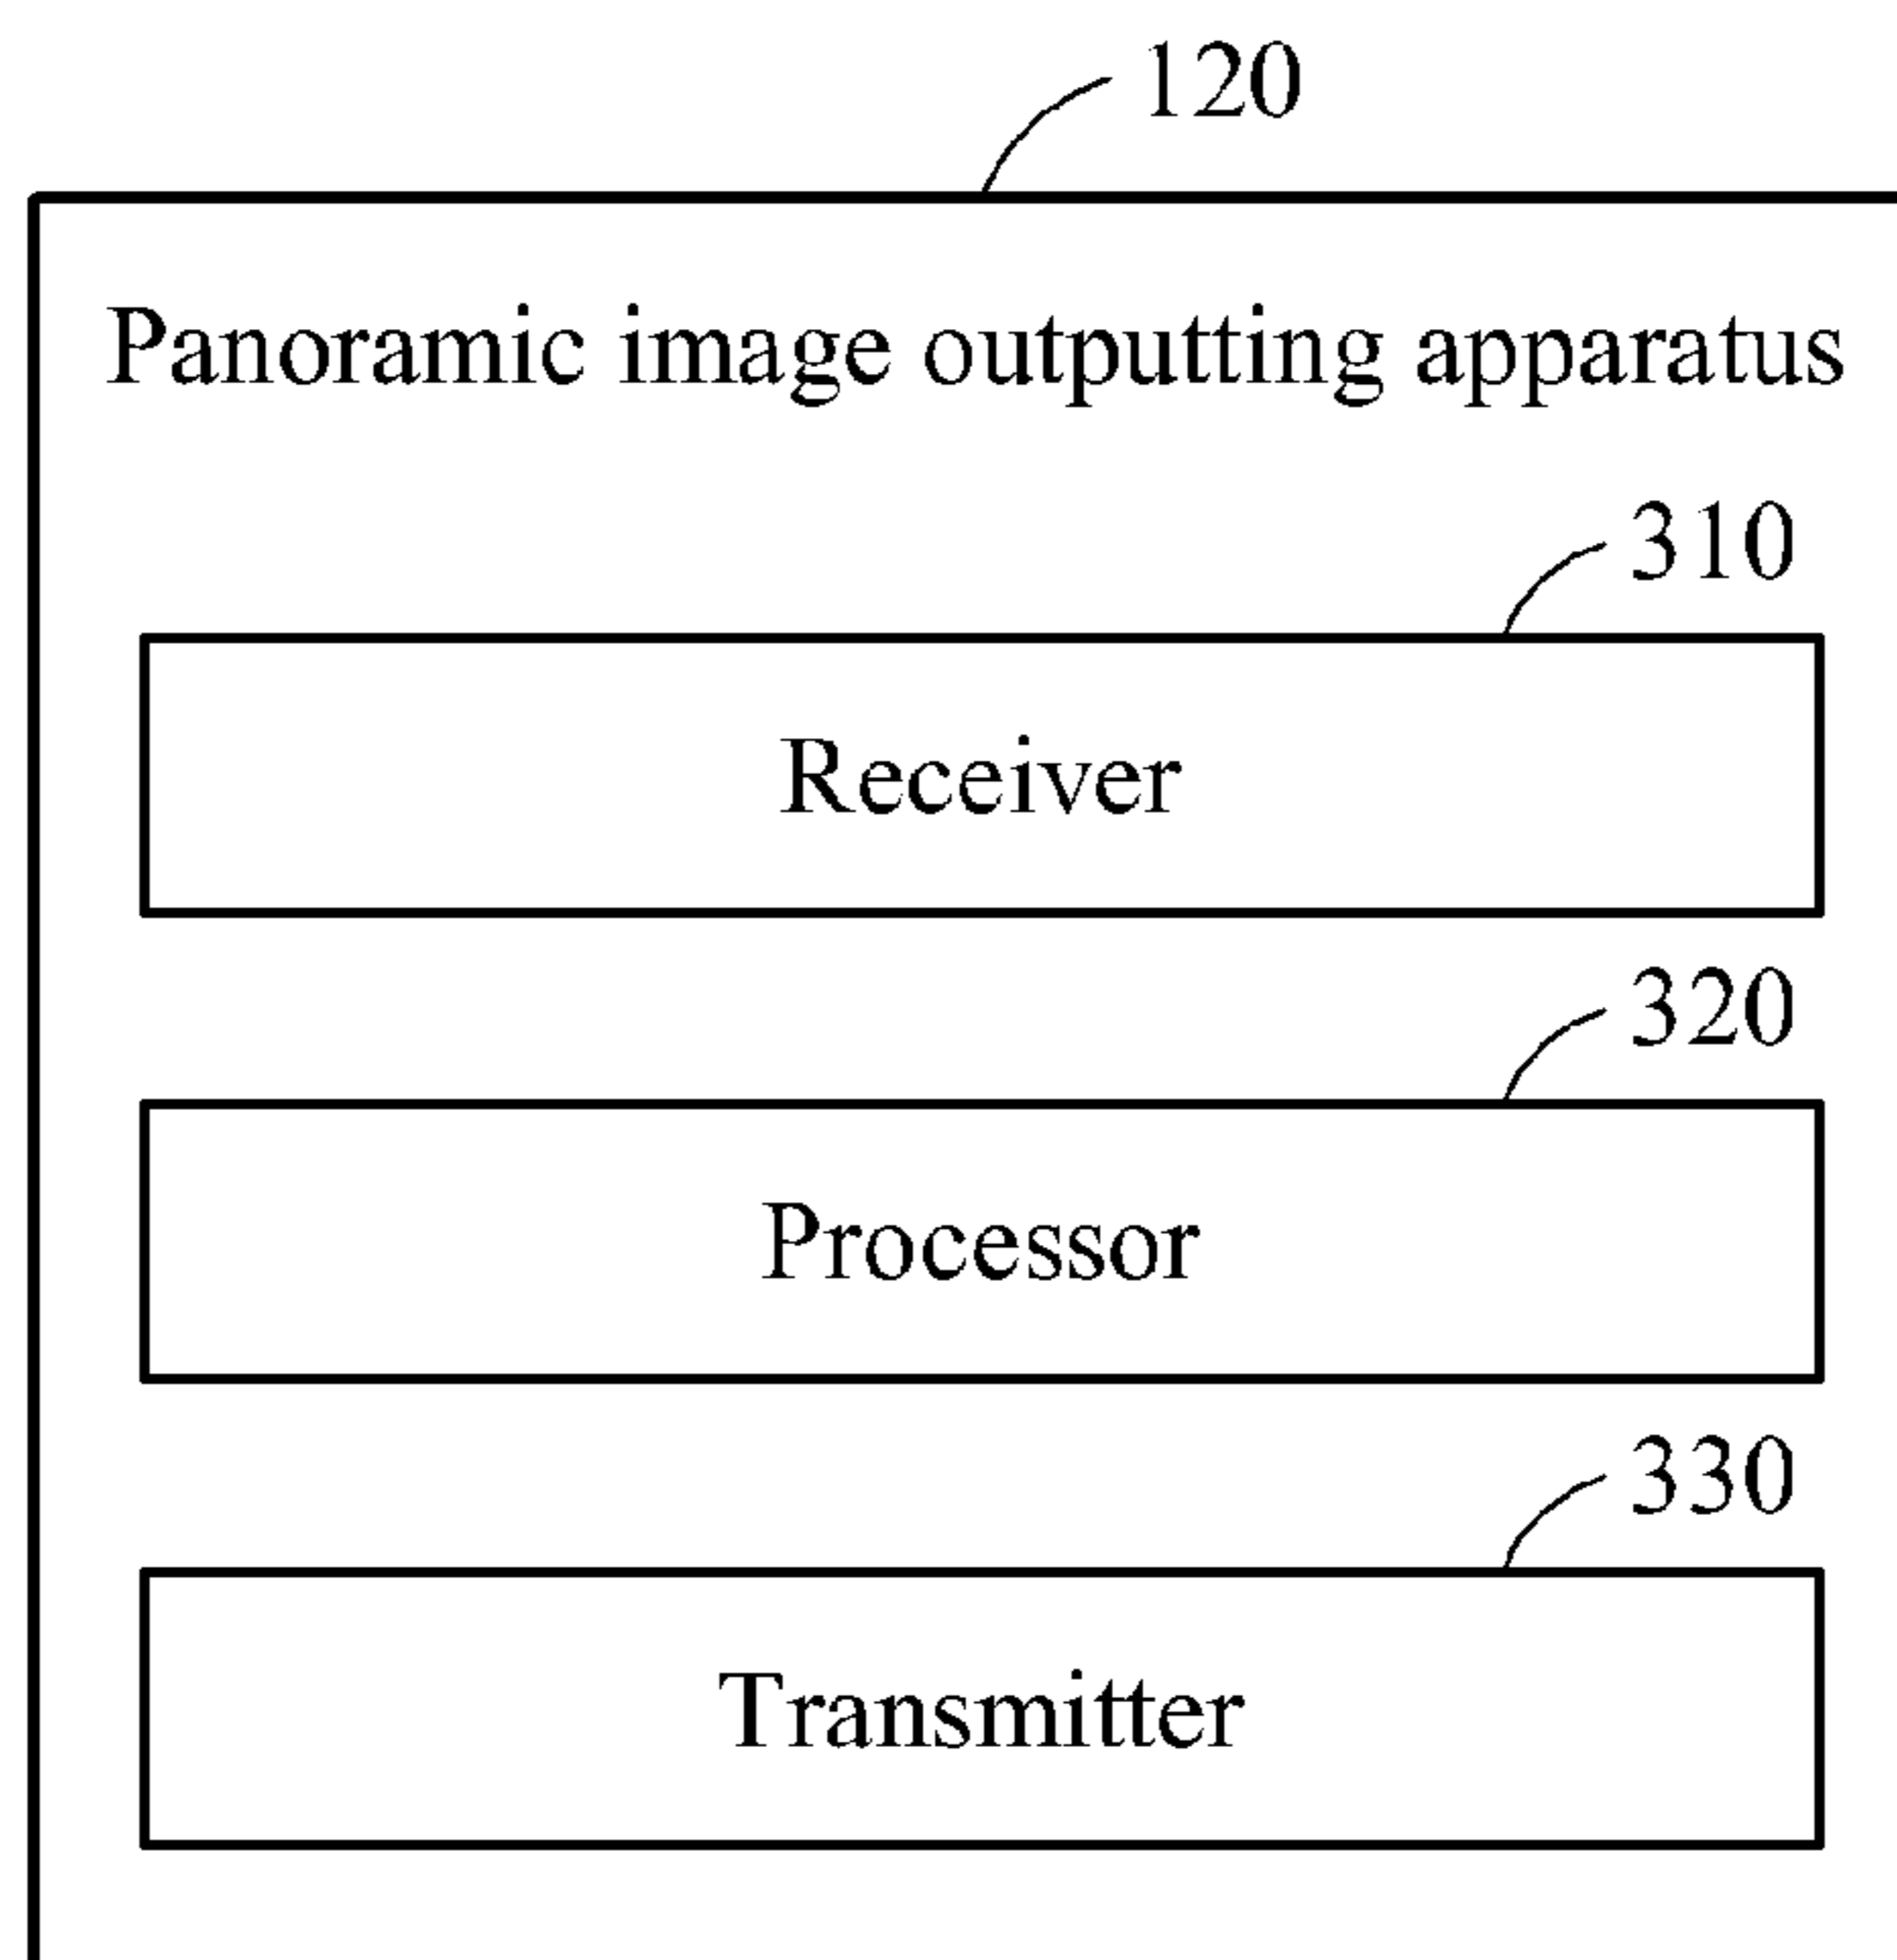 120
Panoramic image outputting apparatus
310
Receiver
320
Processor
330
Transmitter